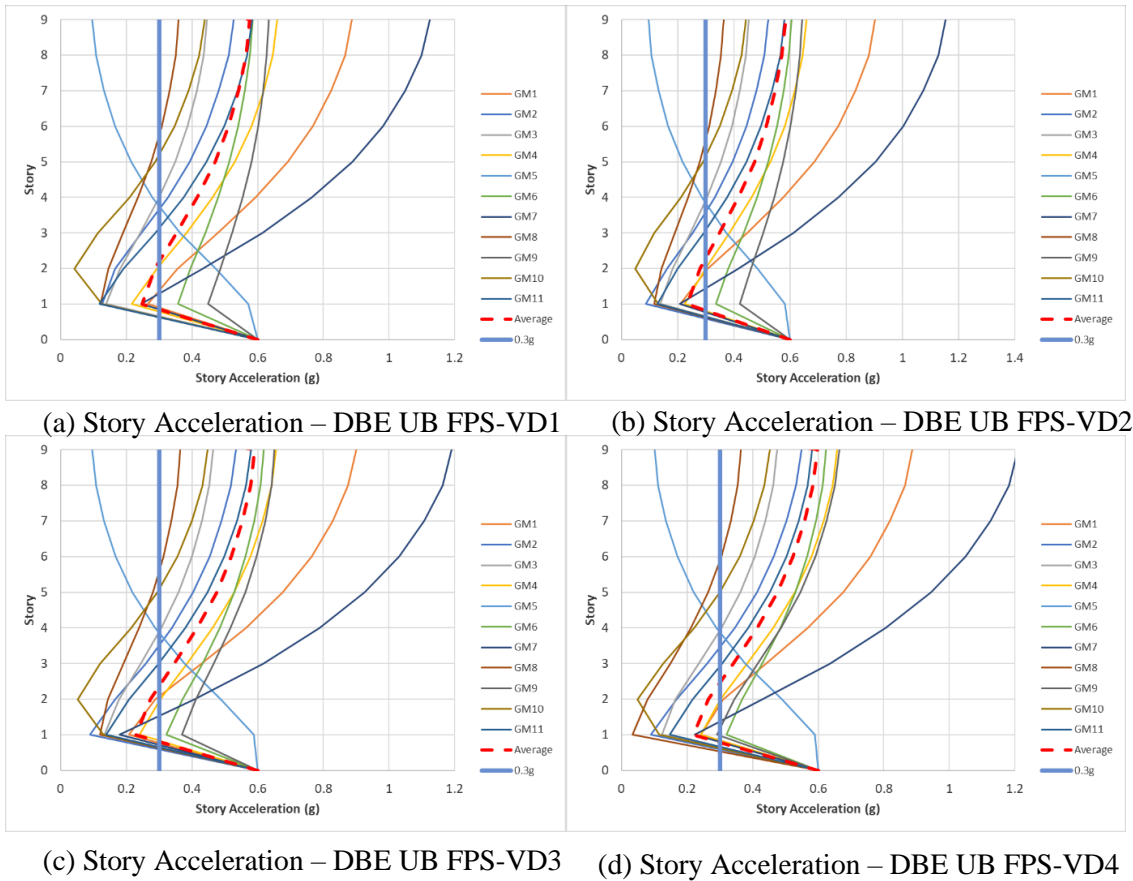 9
8
7
6
5
4
3
2
1
0
Story
0 0.2 0.4 0.6 0.8 1 1.2
Story Acceleration (g)
GM1
GM2
GM3
GM4
GM5
GM6
GM7
GM8
GM9
GM10
GM11
Average
0.3g
9
8
7
6
5
4
3
2
1
0
Story
0 0.2 0.4 0.6 0.8 1 1.2 1.4
Story Acceleration (g)
GM1
GM2
GM3
GM4
GM5
GM6
GM7
GM8
GM9
GM10
GM11
Average
0.3g
(a) Story Acceleration – DBE UB FPS-VD1
(b) Story Acceleration – DBE UB FPS-VD2
9
8
7
6
5
4
3
2
1
0
Story
0 0.2 0.4 0.6 0.8 1 1.2
Story Acceleration (g)
GM1
GM2
GM3
GM4
GM5
GM6
GM7
GM8
GM9
GM10
GM11
Average
0.3g
9
8
7
6
5
4
3
2
1
0
Story
0 0.2 0.4 0.6 0.8 1 1.2
Story Acceleration (g)
GM1
GM2
GM3
GM4
GM5
GM6
GM7
GM8
GM9
GM10
GM11
Average
0.3g
(c) Story Acceleration – DBE UB FPS-VD3
(d) Story Acceleration – DBE UB FPS-VD4